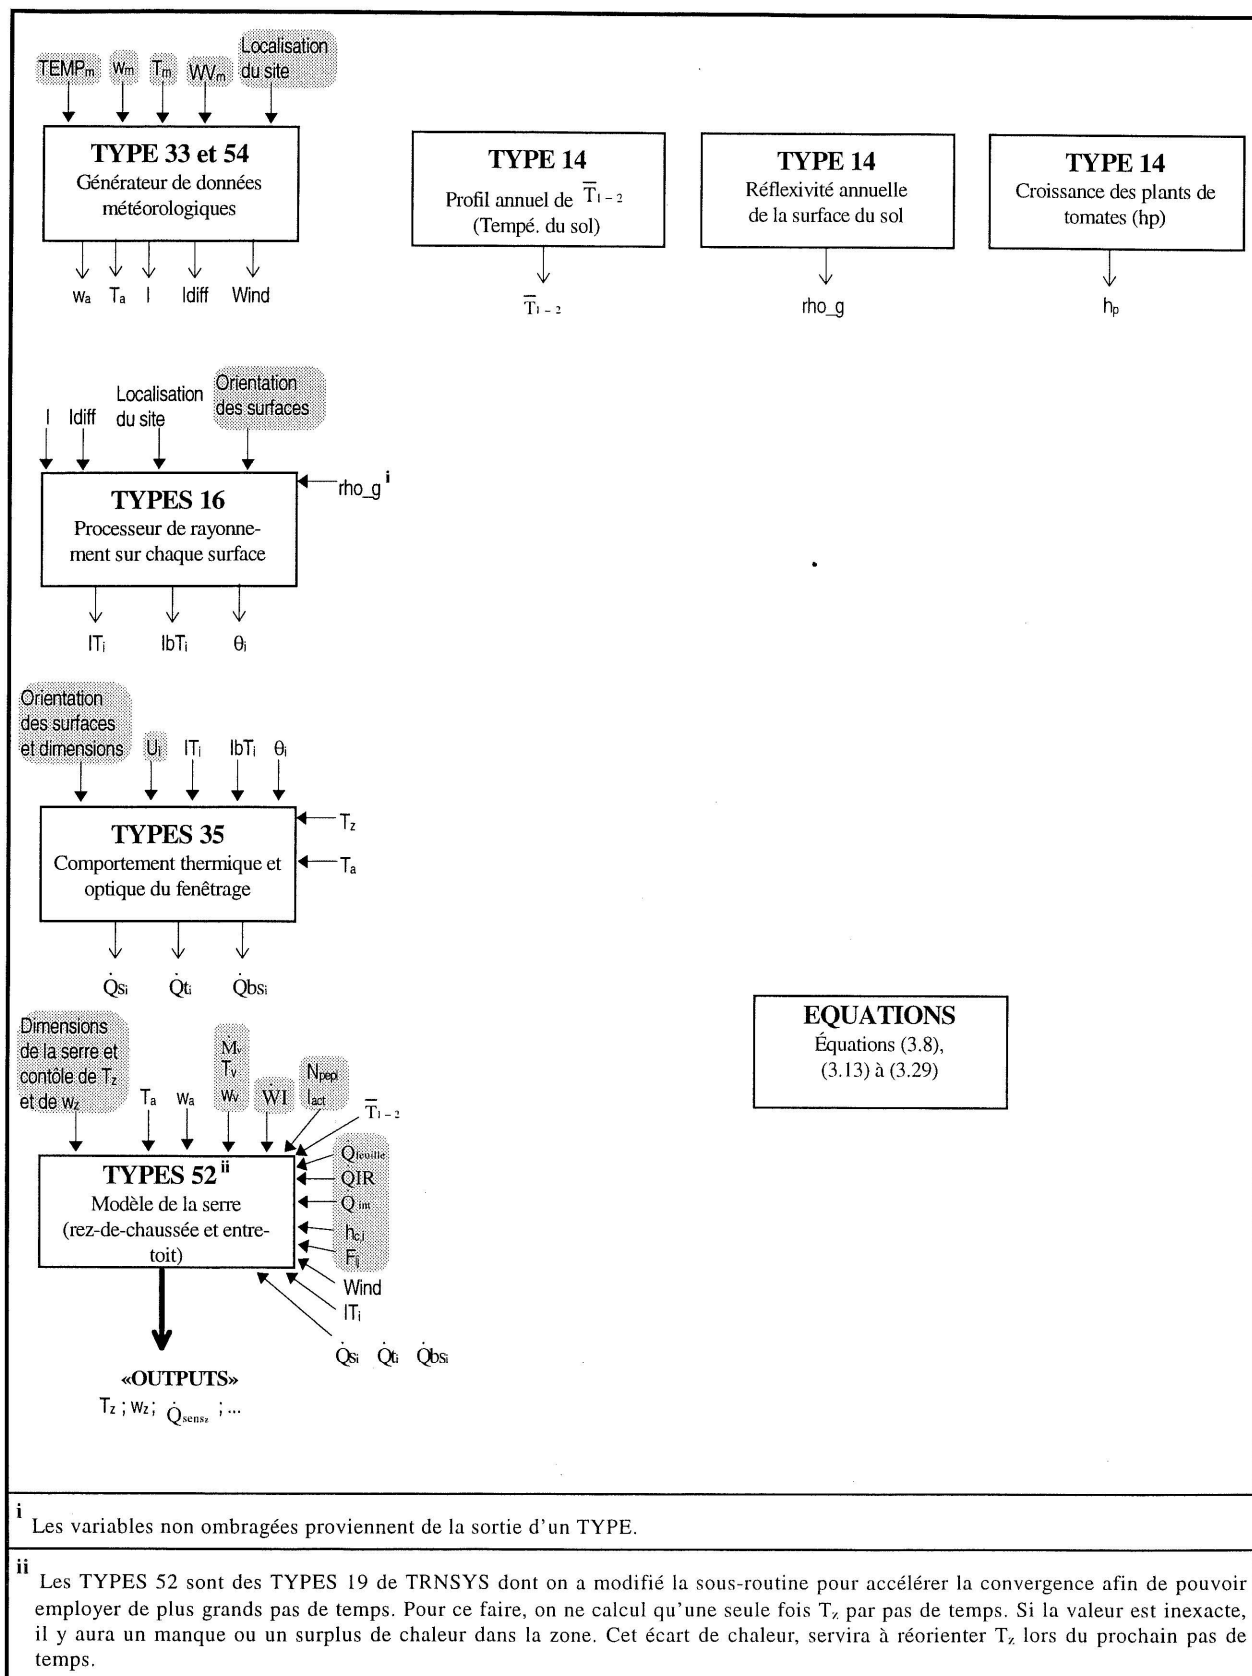 TEMPm wm Tm WVm Localisation
du site
TYPE 33 et 54
Générateur de données
météorologiques
wa Ta I Idiff Wind
TYPE 14
Profil annuel de T̅1-2
(Tempé. du sol)
T̅1-2
TYPE 14
Réflexivité annuelle
de la surface du sol
rho_g
TYPE 14
Croissance des plants de
tomates (hp)
hp
I Idiff Localisation
du site
Orientation
des surfaces
rho_g i
TYPES 16
Processeur de rayonne-
ment sur chaque surface
ITi IbTi θi
Orientation
des surfaces
et dimensions
Ui ITi IbTi θi
Tz
Ta
TYPES 35
Comportement thermique et
optique du fenêtrage
Q̇si Q̇ti Q̇bsi
Dimensions
de la serre et
contôle de Tz
et de wz
Ta wa
Ṁv
Tv
wv
ẆI
Npepl
Iact
T̅1-2
Q̇feuille
Q̇IR
Q̇int
hc,i
Fij
Wind
ITi
Q̇si Q̇ti Q̇bsi
TYPES 52 ii
Modèle de la serre
(rez-de-chaussée et entre-
toit)
«OUTPUTS»
Tz ; wz ; Q̇sensz ; ...
EQUATIONS
Équations (3.8),
(3.13) à (3.29)
i Les variables non ombragées proviennent de la sortie d'un TYPE.
ii Les TYPES 52 sont des TYPES 19 de TRNSYS dont on a modifié la sous-routine pour accélérer la convergence afin de pouvoir
employer de plus grands pas de temps. Pour ce faire, on ne calcul qu'une seule fois Tz par pas de temps. Si la valeur est inexacte,
il y aura un manque ou un surplus de chaleur dans la zone. Cet écart de chaleur, servira à réorienter Tz lors du prochain pas de
temps.